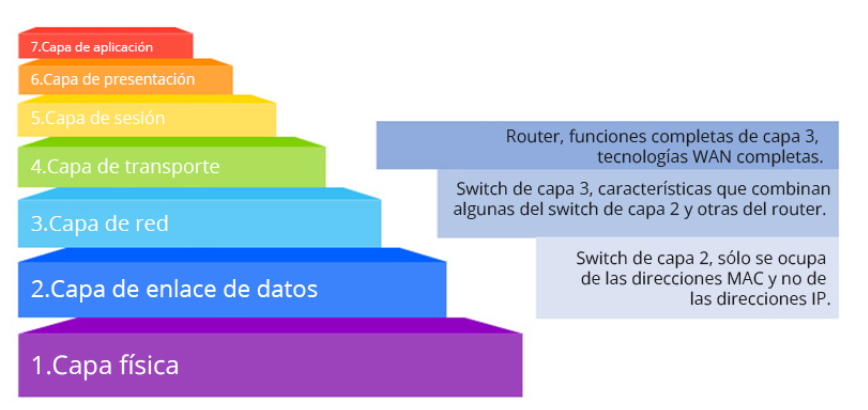 7.Capa de aplicación
6.Capa de presentación
5.Capa de sesión
4.Capa de transporte
3.Capa de red
2.Capa de enlace de datos
1.Capa física
Router, funciones completas de capa 3,
tecnologías WAN completas.
Switch de capa 3, características que combinan
algunas del switch de capa 2 y otras del router.
Switch de capa 2, sólo se ocupa
de las direcciones MAC y no de
las direcciones IP.